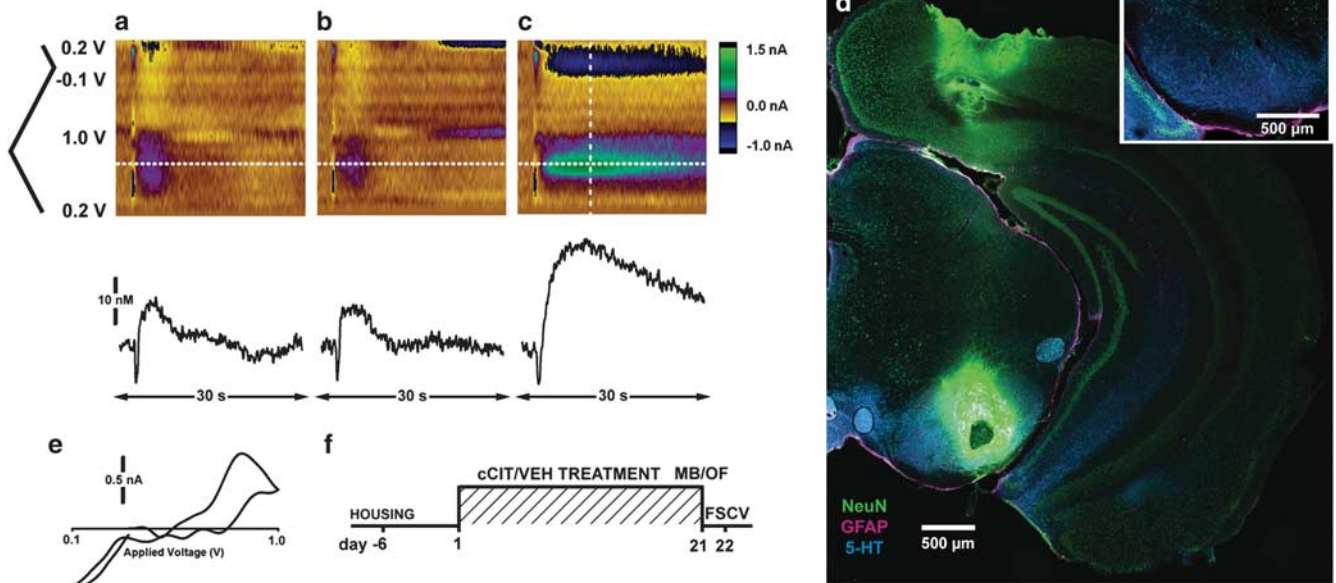 a
b
c
0.2 V
-0.1 V
1.0 V
0.2 V
1.5 nA
0.0 nA
-1.0 nA
10 nM
30 s
30 s
30 s
d
500 µm
NeuN
GFAP
5-HT
500 µm
e
0.5 nA
0.1
1.0
Applied Voltage (V)
f
cCIT/VEH TREATMENT MB/OF
HOUSING
FSCV
day -6
1
21
22